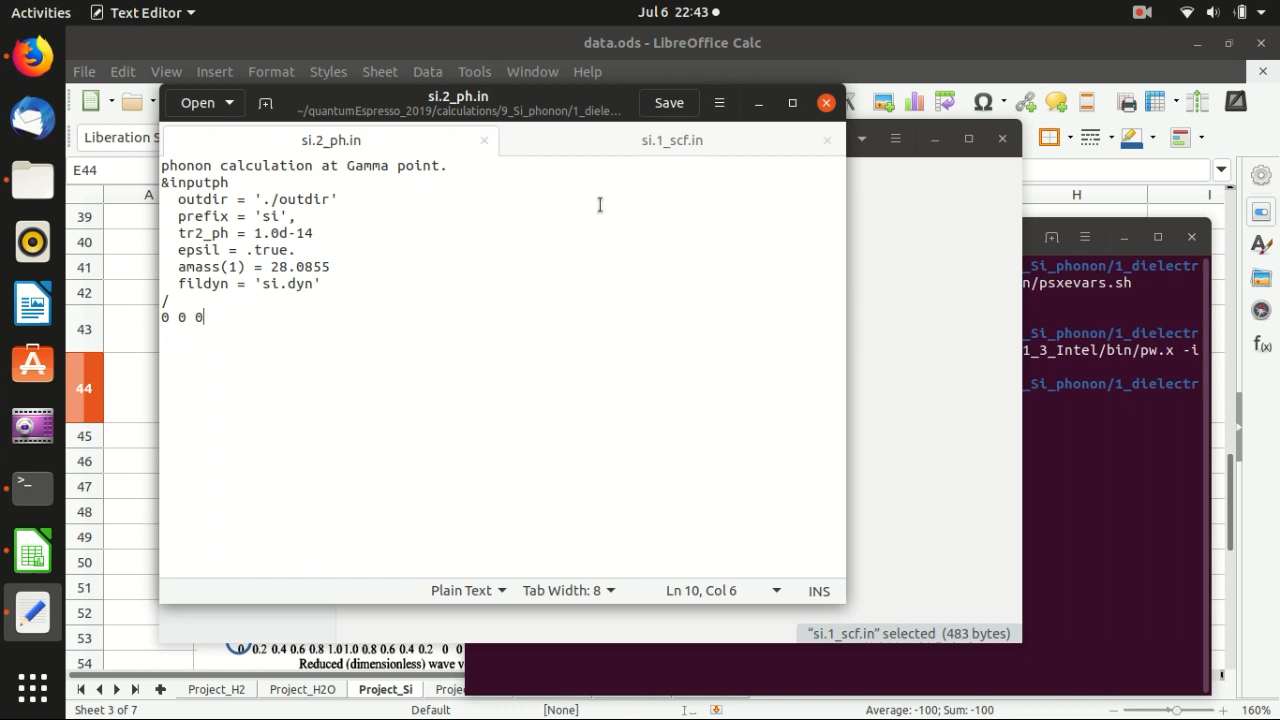 Activities Text Editor Jul 6 22:43
data.ods - LibreOffice Calc
File Edit View Insert Format Styles Sheet Data Tools Window Help
Open si.2_ph.in Save
~/quantumEspresso_2019/calculations/9_Si_phonon/1_diele...
Liberation S
si.2_ph.in si.1_scf.in
E44
phonon calculation at Gamma point.
&inputph
outdir = './outdir'
prefix = 'si',
tr2_ph = 1.0d-14
epsil = .true.
amass(1) = 28.0855
fildyn = 'si.dyn'
/
0 0 0
A H I
39
40
41
42
43
44
45
46
47
48
49
50
51
52
53
54
_Si_phonon/1_dielectr
n/psxevars.sh
_Si_phonon/1_dielectr
1_3_Intel/bin/pw.x -i
_Si_phonon/1_dielectr
Plain Text Tab Width: 8 Ln 10, Col 6 INS
"si.1_scf.in" selected (483 bytes)
0 0.2 0.4 0.6 0.8 1.0 1.0 0.8 0.6 0.4 0.2 0 0
Reduced (dimensionless) wave v
Project_H2 Project_H2O Project_Si Proje
Sheet 3 of 7 Default [None] Average: -100; Sum: -100 160%